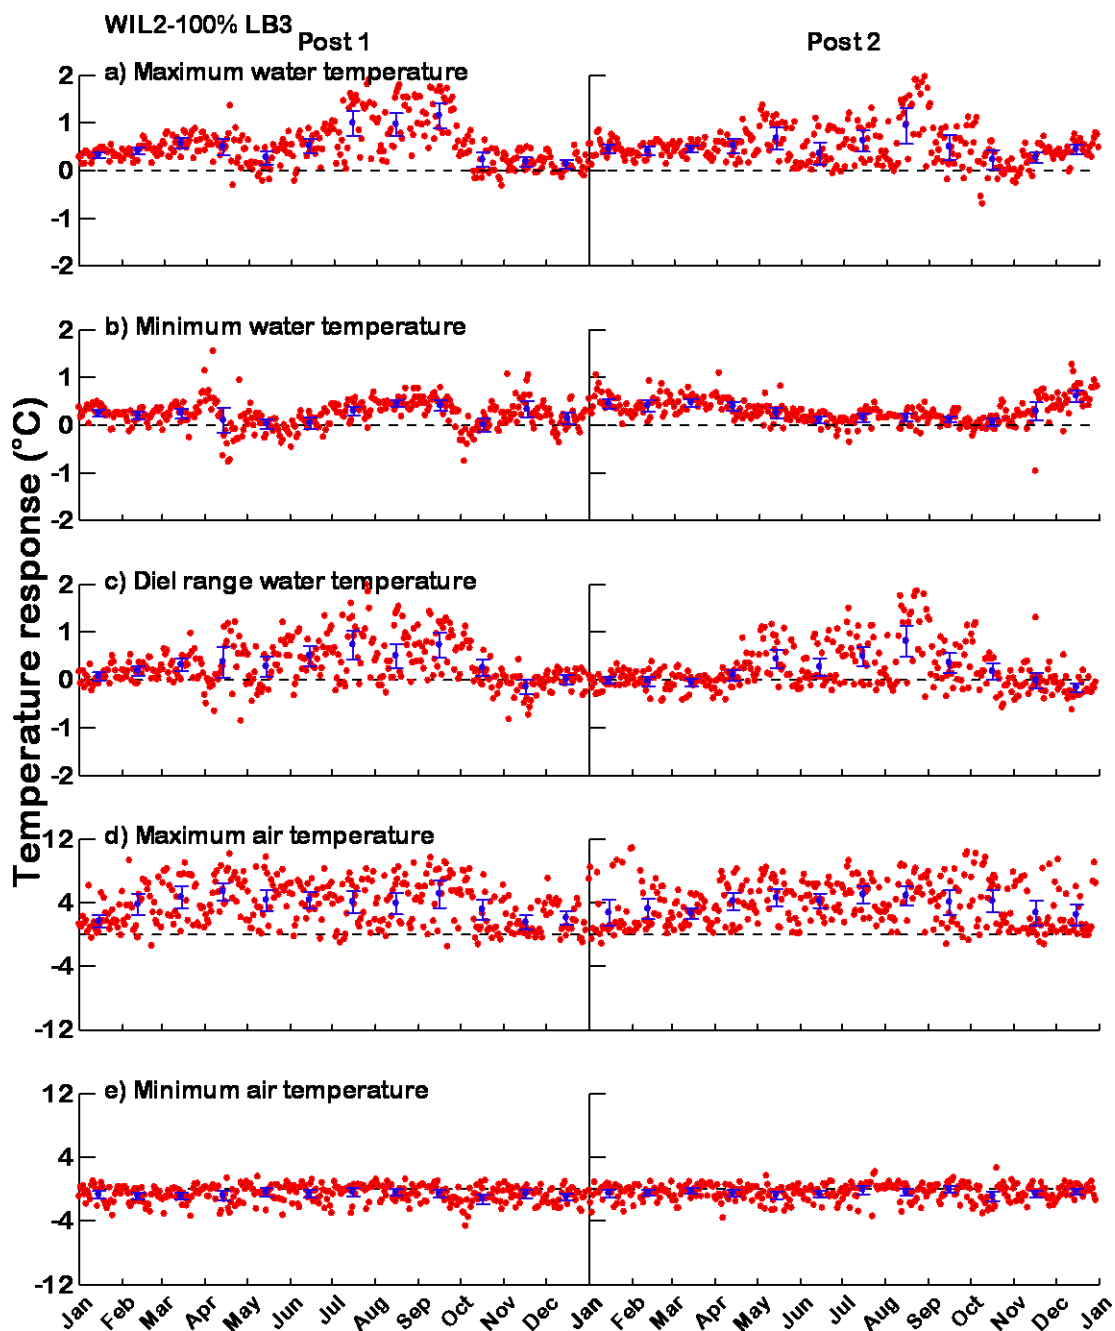 WIL2-100% LB3
Post 1
Post 2
a) Maximum water temperature
2
1
0
-1
-2
b) Minimum water temperature
2
1
0
-1
-2
c) Diel range water temperature
2
1
0
-1
-2
d) Maximum air temperature
12
4
-4
-12
e) Minimum air temperature
12
4
-4
-12
Temperature response (°C)
Jan Feb Mar Apr May Jun Jul Aug Sep Oct Nov Dec Jan Feb Mar Apr May Jun Jul Aug Sep Oct Nov Dec Jan